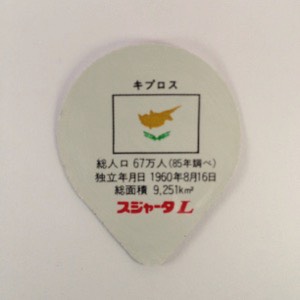 キプロス
総人口 67万人(85年調べ)
独立年月日 1960年8月16日
総面積 9,251km²
スジャータL